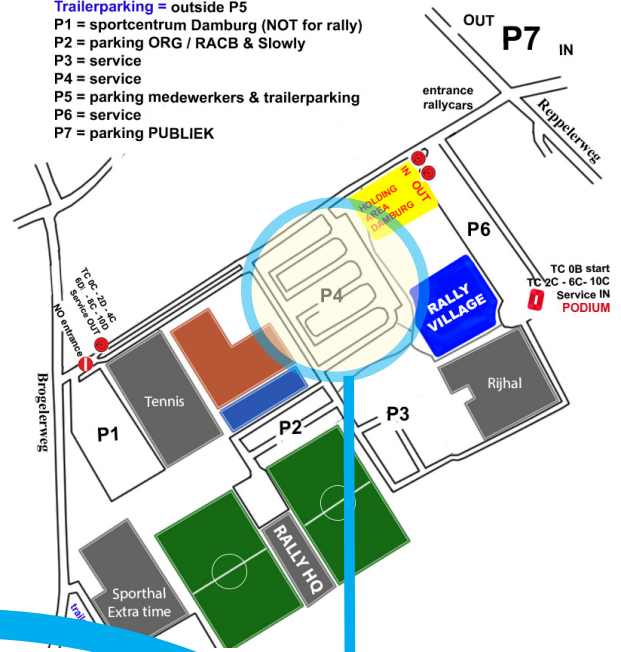 Trailerparking = outside P5
P1 = sportcentrum Damburg (NOT for rally)
P2 = parking ORG / RACB & Slowly
P3 = service
P4 = service
P5 = parking medewerkers & trailerparking
P6 = service
P7 = parking PUBLIEK
OUT
P7
IN
entrance
rallycars
Reppelerweg
IN
OUT
HOLDING
AREA
DAMBURG
P6
TC 0B start
TC 2C - 6C- 10C
Service IN
PODIUM
P4
RALLY
VILLAGE
TC 0C - 2D - 4C
6D - 8C - 10D
Service OUT
NO entrance
Rijhal
Tennis
Brogelerweg
P1
P2
P3
RALLY HQ
Sporthal
Extra time